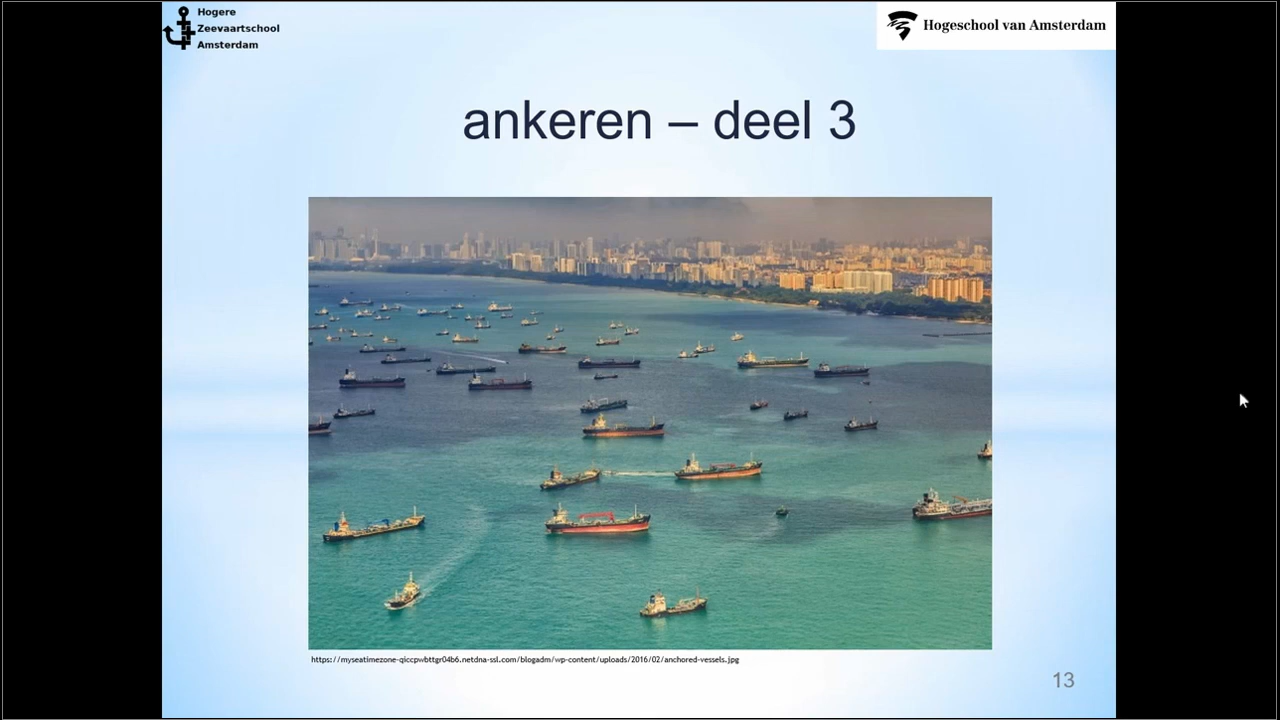 Hogere
Zeevaartschool
Amsterdam
Hogeschool van Amsterdam
ankeren – deel 3
https://myseatimezone-qiccpwbttgr04b6.netdna-ssl.com/blogadm/wp-content/uploads/2016/02/anchored-vessels.jpg
13